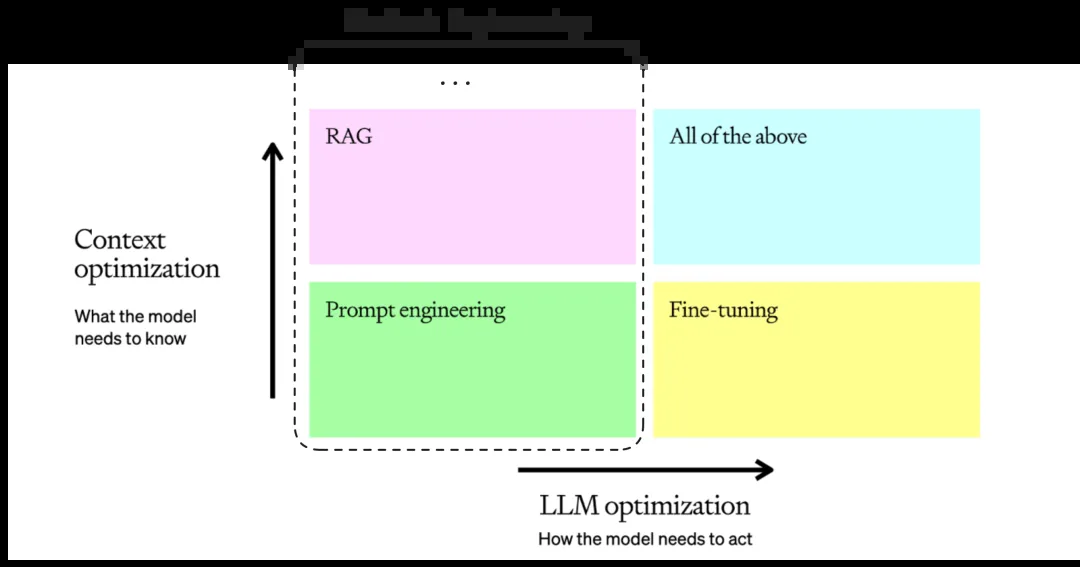 ...
RAG
All of the above
Context
optimization
What the model
needs to know
Prompt engineering
Fine-tuning
LLM optimization
How the model needs to act